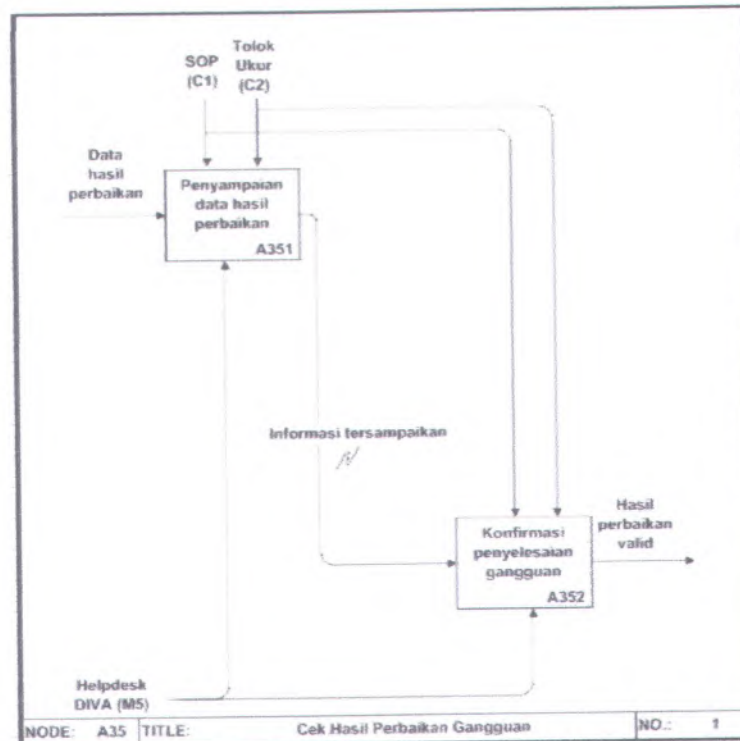 SOP
(C1)
Tolok
Ukur
(C2)
Data
hasil
perbaikan
Penyampaian
data hasil
perbaikan
A351
Informasi tersampaikan
Konfirmasi
penyelesaian
gangguan
A352
Hasil
perbaikan
valid
Helpdesk
DIVA (M5)
NODE: A35 TITLE: Cek Hasil Perbaikan Gangguan NO.: 1